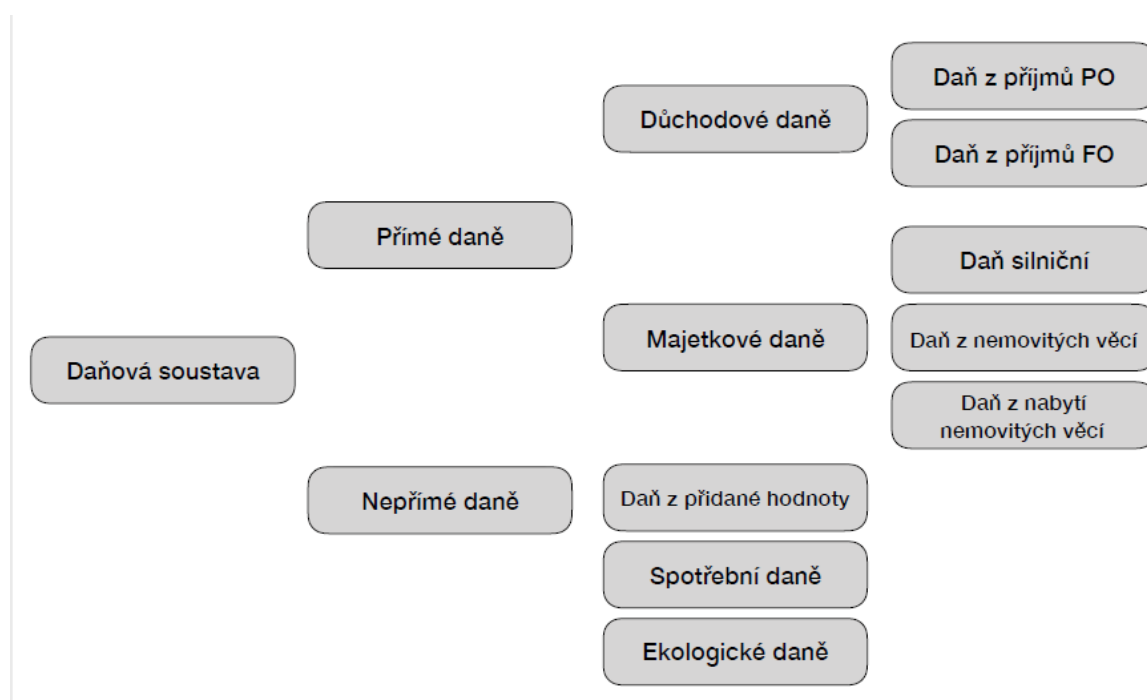 Daň z příjmů PO
Důchodové daně
Daň z příjmů FO
Přímé daně
Daň silniční
Majetkové daně
Daň z nemovitých věcí
Daňová soustava
Daň z nabytí
nemovitých věcí
Nepřímé daně
Daň z přidané hodnoty
Spotřební daně
Ekologické daně